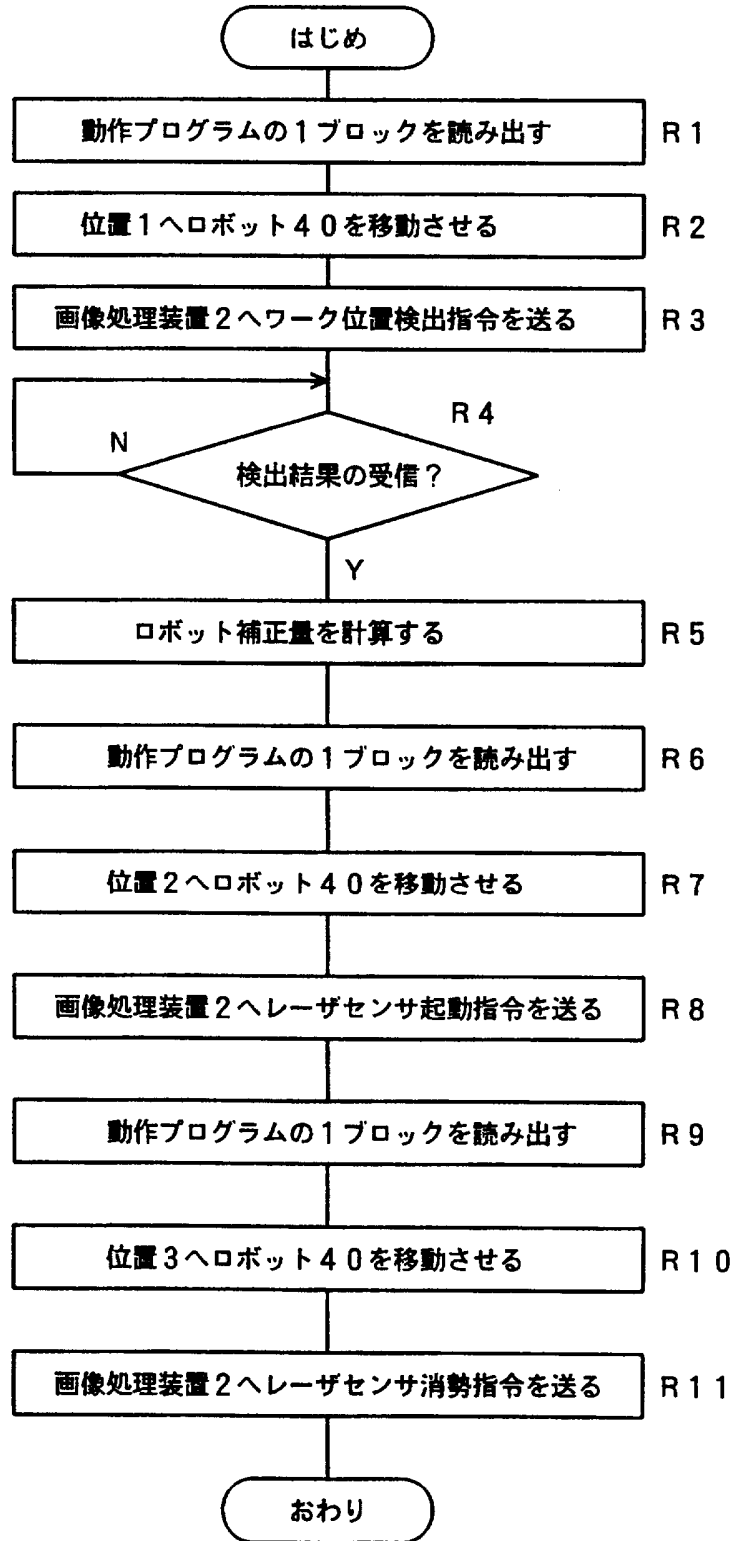 はじめ
動作プログラムの1ブロックを読み出す R1
位置1へロボット40を移動させる R2
画像処理装置2へワーク位置検出指令を送る R3
R4
N
検出結果の受信?
Y
ロボット補正量を計算する R5
動作プログラムの1ブロックを読み出す R6
位置2へロボット40を移動させる R7
画像処理装置2へレーザセンサ起動指令を送る R8
動作プログラムの1ブロックを読み出す R9
位置3へロボット40を移動させる R10
画像処理装置2へレーザセンサ消勢指令を送る R11
おわり